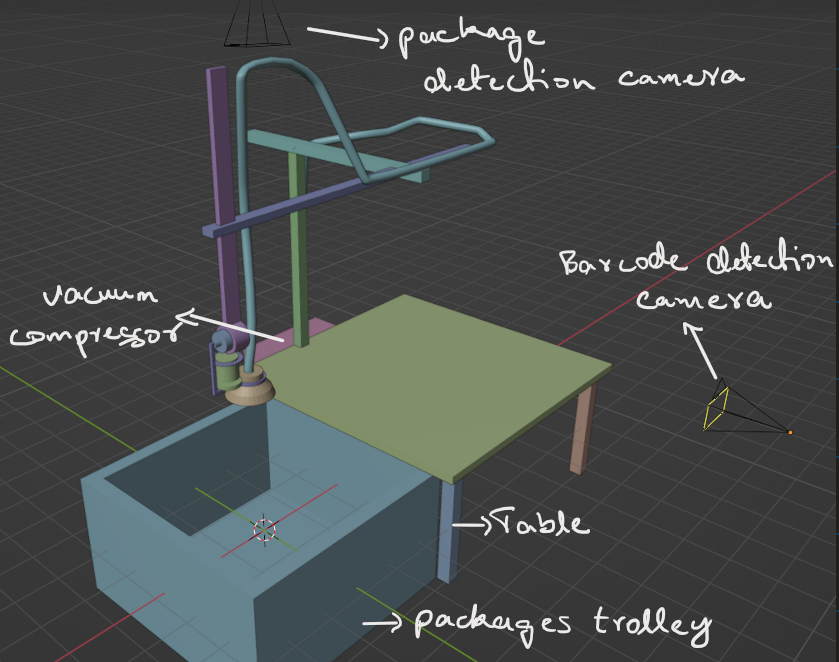 package
detection camera
Barcode detection
camera
vacuum
compressor
Table
packages trolley